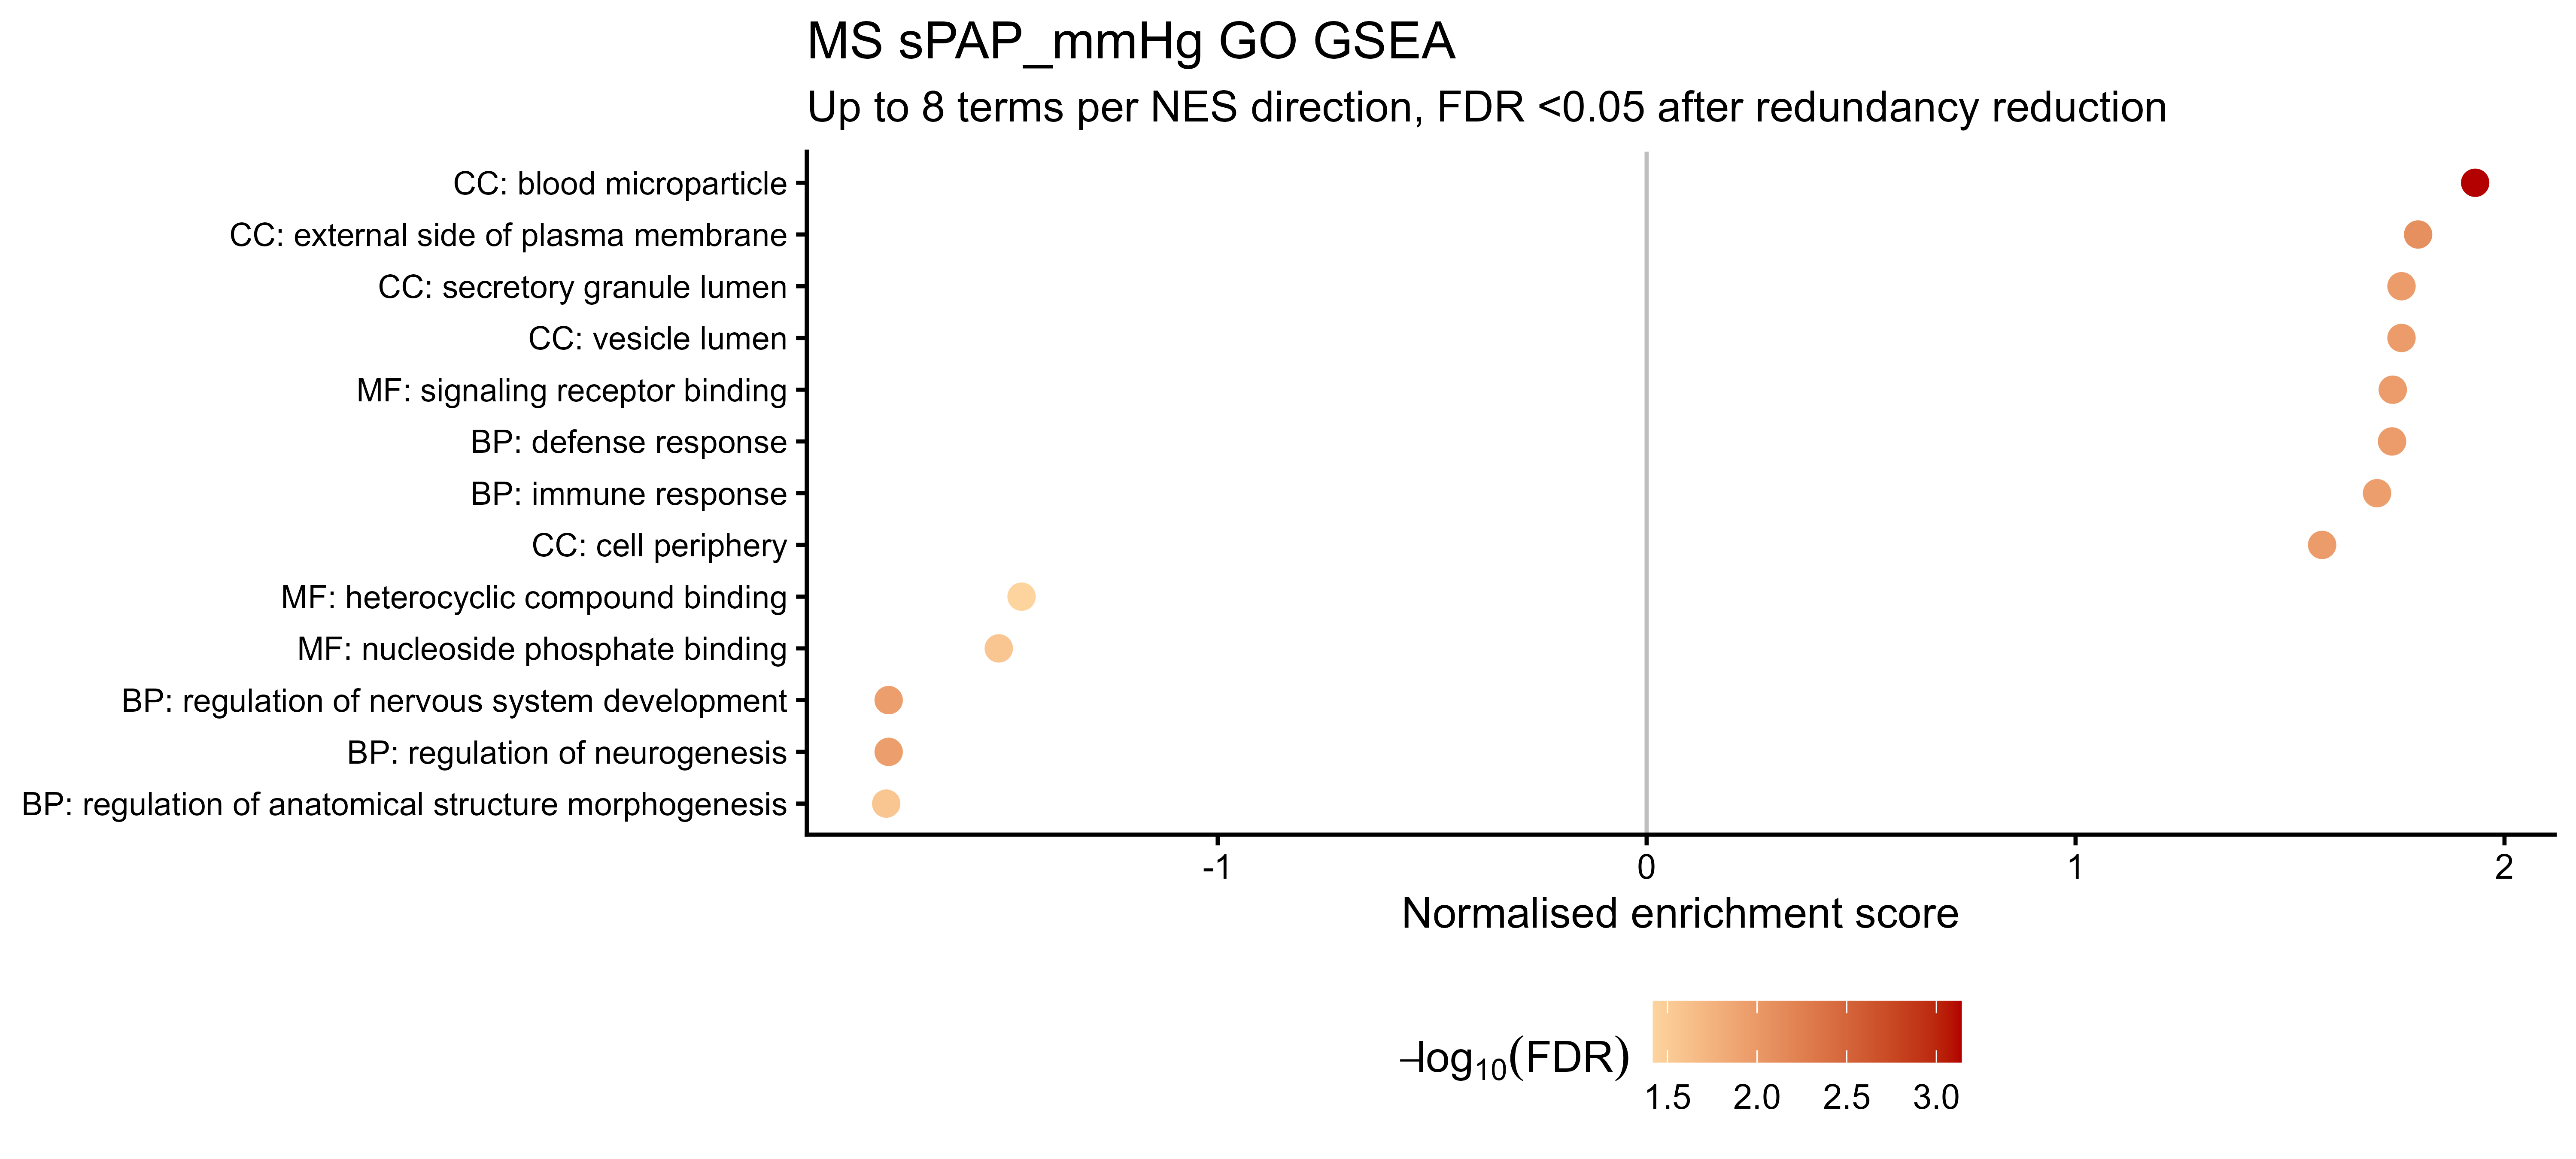 MS sPAP_mmHg GO GSEA
Up to 8 terms per NES direction, FDR <0.05 after redundancy reduction
CC: blood microparticle
CC: external side of plasma membrane
CC: secretory granule lumen
CC: vesicle lumen
MF: signaling receptor binding
BP: defense response
BP: immune response
CC: cell periphery
MF: heterocyclic compound binding
MF: nucleoside phosphate binding
BP: regulation of nervous system development
BP: regulation of neurogenesis
BP: regulation of anatomical structure morphogenesis
-1 0 1 2
Normalised enrichment score
−log₁₀(FDR)
1.5 2.0 2.5 3.0